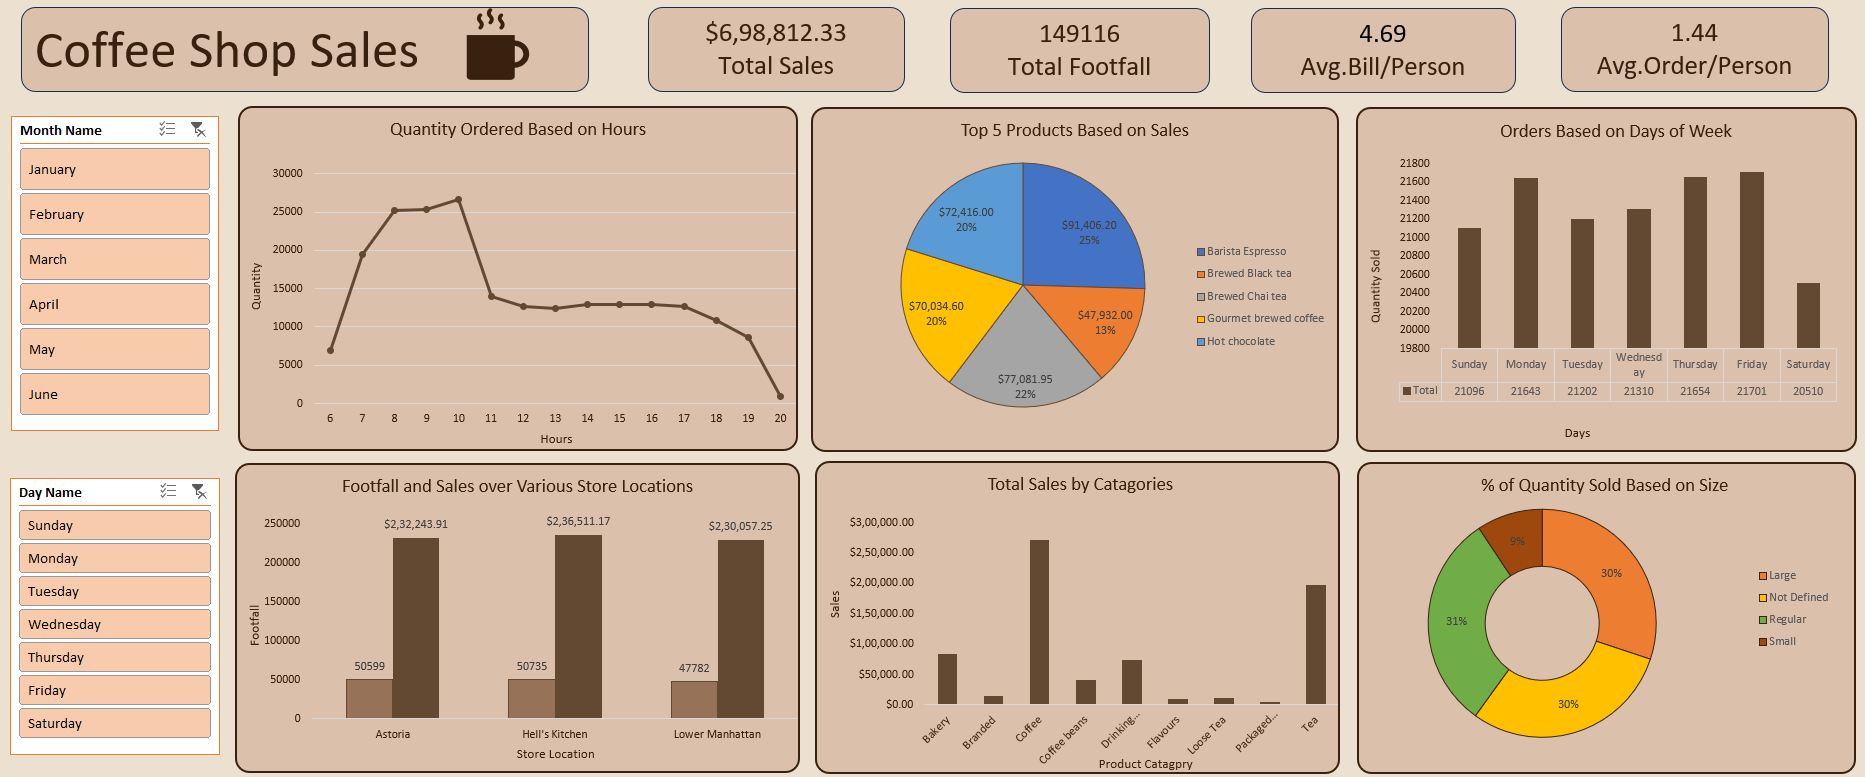 Coffee Shop Sales
$6,98,812.33
Total Sales
149116
Total Footfall
4.69
Avg.Bill/Person
1.44
Avg.Order/Person
Month Name
January
February
March
April
May
June
Quantity Ordered Based on Hours
30000
25000
20000
15000
10000
5000
0
Quantity
6 7 8 9 10 11 12 13 14 15 16 17 18 19 20
Hours
Top 5 Products Based on Sales
$72,416.00
20%
$91,406.20
25%
$70,034.60
20%
$47,932.00
13%
$77,081.95
22%
Barista Espresso
Brewed Black tea
Brewed Chai tea
Gourmet brewed coffee
Hot chocolate
Orders Based on Days of Week
21800
21600
21400
21200
21000
20800
20600
20400
20200
20000
19800
Quantity Sold
Sunday Monday Tuesday Wednesd
ay Thursday Friday Saturday
Total 21096 21643 21202 21310 21654 21701 20510
Days
Day Name
Sunday
Monday
Tuesday
Wednesday
Thursday
Friday
Saturday
Footfall and Sales over Various Store Locations
250000
200000
150000
100000
50000
0
Footfall
$2,32,243.91
$2,36,511.17
$2,30,057.25
50599
50735
47782
Astoria Hell's Kitchen Lower Manhattan
Store Location
Total Sales by Catagories
$3,00,000.00
$2,50,000.00
$2,00,000.00
$1,50,000.00
$1,00,000.00
$50,000.00
$0.00
Sales
Bakery
Branded
Coffee
Coffee beans
Drinking...
Flavours
Loose Tea
Packaged...
Tea
Product Catagpry
% of Quantity Sold Based on Size
9%
30%
31%
30%
Large
Not Defined
Regular
Small